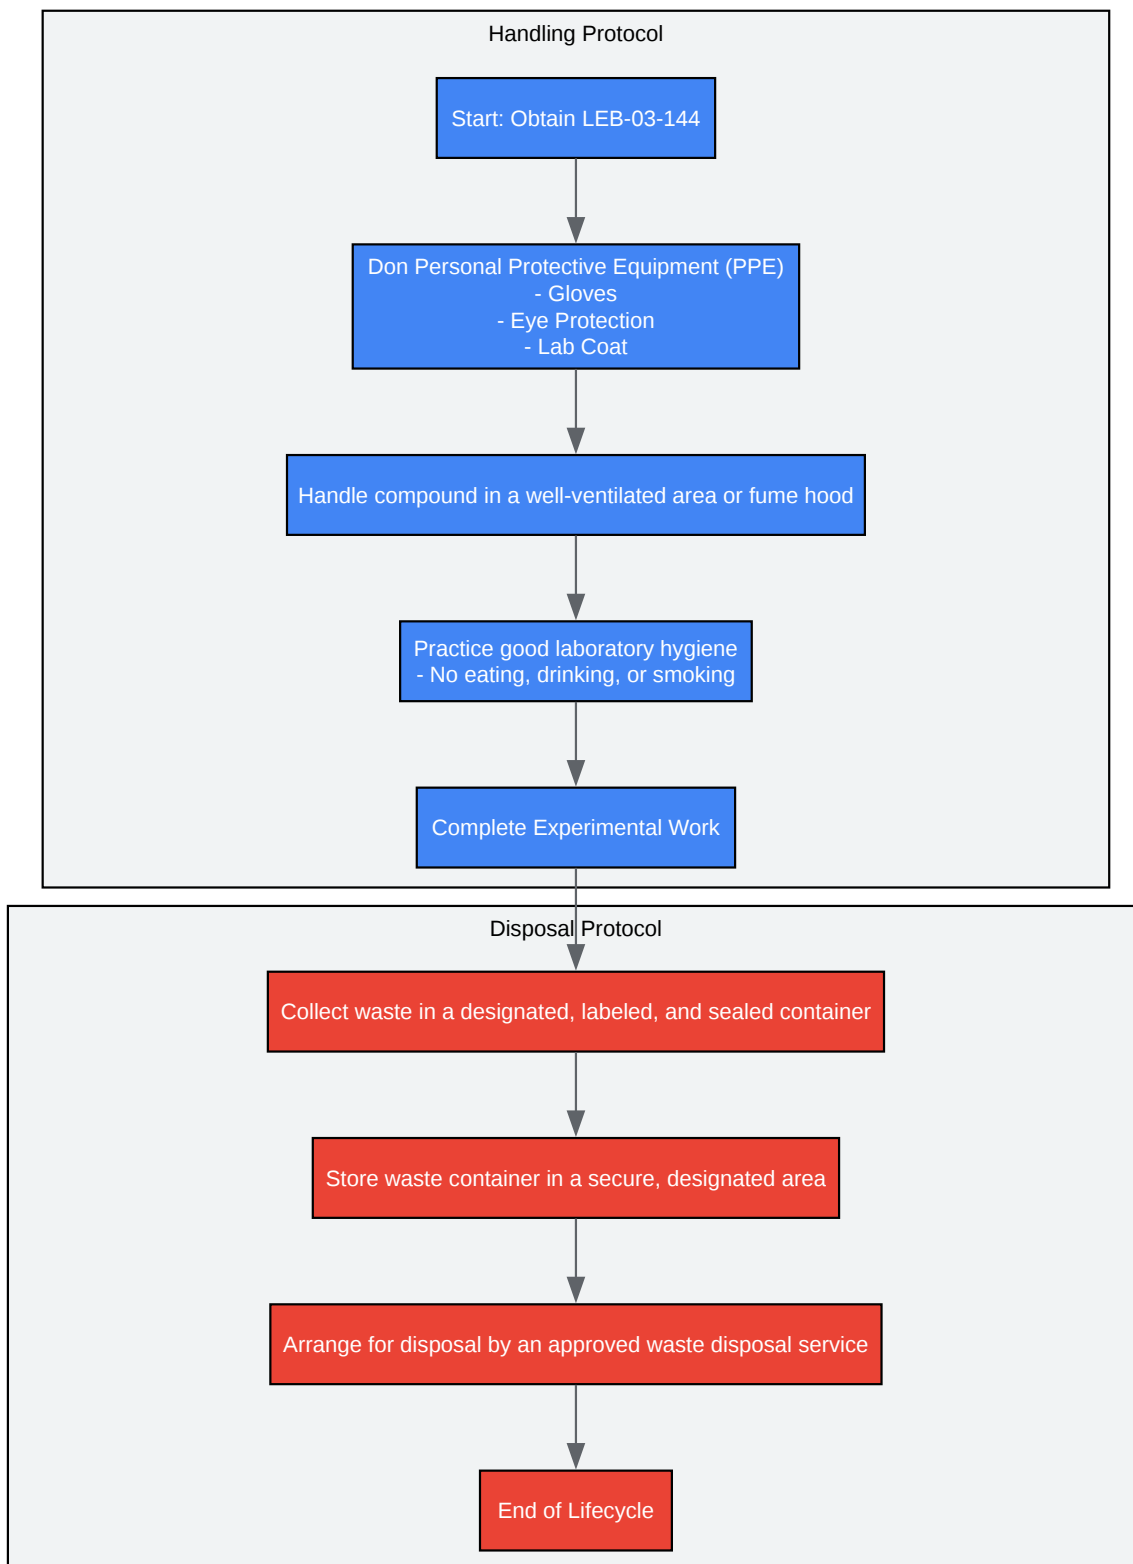 Handling Protocol
Start: Obtain LEB-03-144
Don Personal Protective Equipment (PPE)
- Gloves
- Eye Protection
- Lab Coat
Handle compound in a well-ventilated area or fume hood
Practice good laboratory hygiene
- No eating, drinking, or smoking
Complete Experimental Work
Disposal Protocol
Collect waste in a designated, labeled, and sealed container
Store waste container in a secure, designated area
Arrange for disposal by an approved waste disposal service
End of Lifecycle